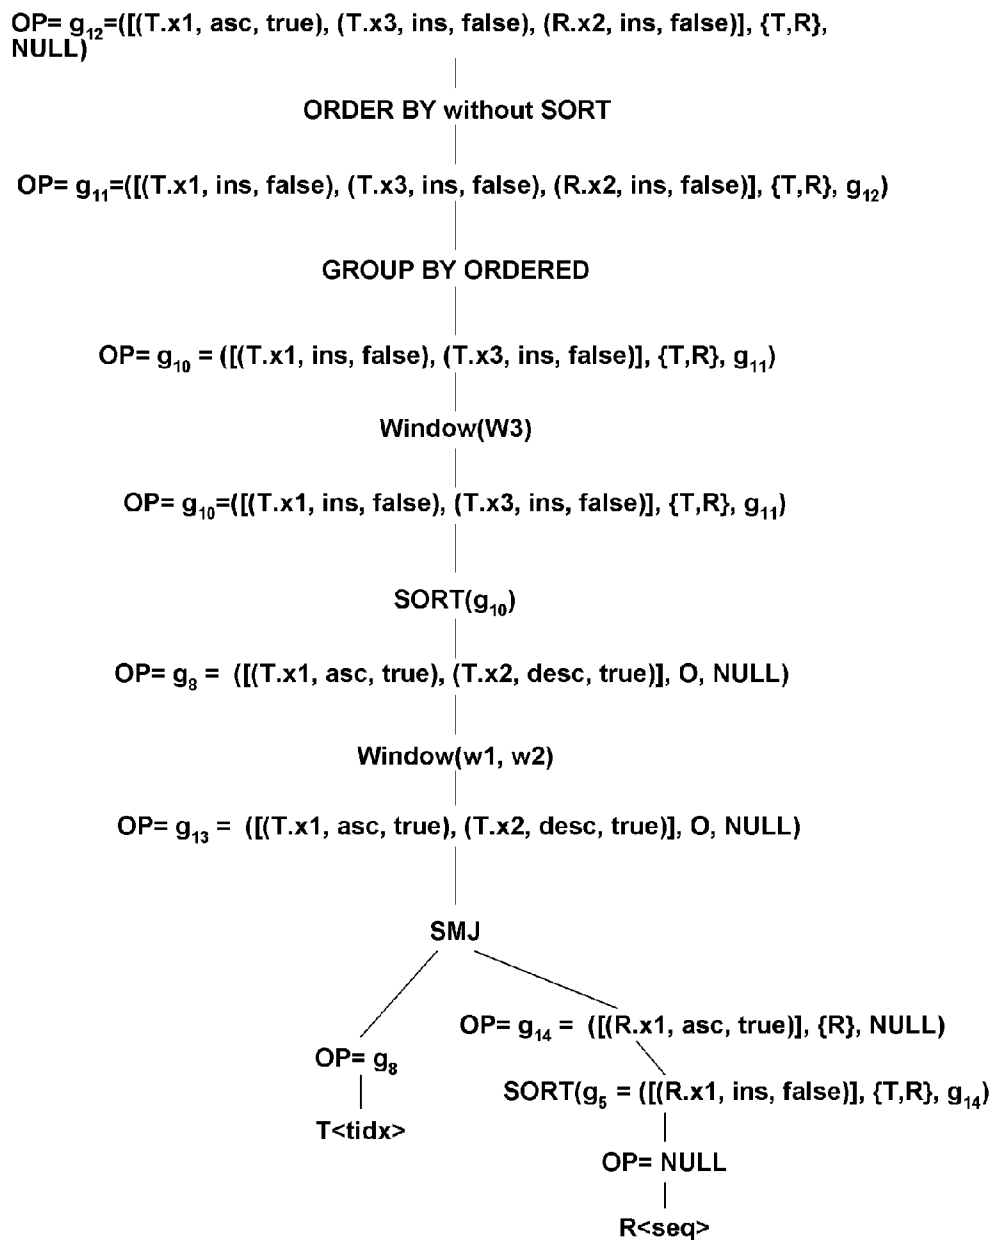 OP= g12=([(T.x1, asc, true), (T.x3, ins, false), (R.x2, ins, false)], {T,R},
NULL)
ORDER BY without SORT
OP= g11=([(T.x1, ins, false), (T.x3, ins, false), (R.x2, ins, false)], {T,R}, g12)
GROUP BY ORDERED
OP= g10 = ([(T.x1, ins, false), (T.x3, ins, false)], {T,R}, g11)
Window(W3)
OP= g10=([(T.x1, ins, false), (T.x3, ins, false)], {T,R}, g11)
SORT(g10)
OP= g8 = ([(T.x1, asc, true), (T.x2, desc, true)], O, NULL)
Window(w1, w2)
OP= g13 = ([(T.x1, asc, true), (T.x2, desc, true)], O, NULL)
SMJ
OP= g14 = ([(R.x1, asc, true)], {R}, NULL)
OP= g8
SORT(g5 = ([(R.x1, ins, false)], {T,R}, g14)
T<tidx>
OP= NULL
R<seq>